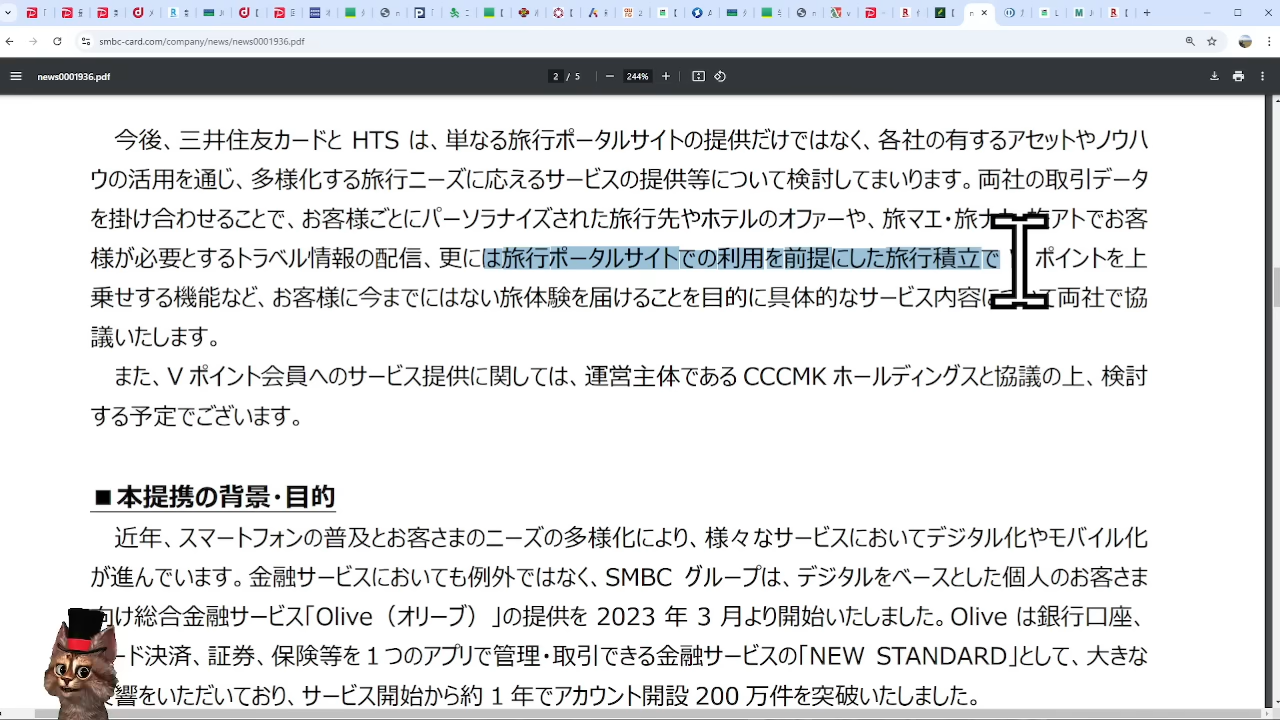 smbc-card.com/company/news/news0001936.pdf
news0001936.pdf
2 / 5
244%
今後、三井住友カードと HTS は、単なる旅行ポータルサイトの提供だけではなく、各社の有するアセットやノウハ
ウの活用を通じ、多様化する旅行ニーズに応えるサービスの提供等について検討してまいります。両社の取引データ
を掛け合わせることで、お客様ごとにパーソラナイズされた旅行先やホテルのオファーや、旅マエ・旅ナカ・旅アトでお客
様が必要とするトラベル情報の配信、更には旅行ポータルサイトでの利用を前提にした旅行積立で V ポイントを上
乗せする機能など、お客様に今までにはない旅体験を届けることを目的に具体的なサービス内容について両社で協
議いたします。
また、V ポイント会員へのサービス提供に関しては、運営主体である CCCMK ホールディングスと協議の上、検討
する予定でございます。
■本提携の背景・目的
近年、スマートフォンの普及とお客さまのニーズの多様化により、様々なサービスにおいてデジタル化やモバイル化
が進んでいます。金融サービスにおいても例外ではなく、SMBC グループは、デジタルをベースとした個人のお客さま
向け総合金融サービス「Olive（オリーブ）」の提供を 2023 年 3 月より開始いたしました。Olive は銀行口座、
ード決済、証券、保険等を１つのアプリで管理・取引できる金融サービスの「NEW STANDARD」として、大きな
響をいただいており、サービス開始から約 1 年でアカウント開設 200 万件を突破いたしました。